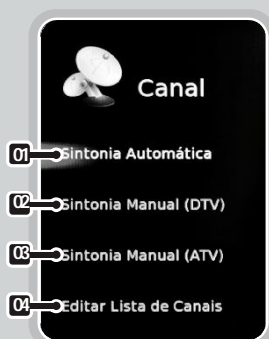 Canal
01 Sintonia Automática
02 Sintonia Manual (DTV)
03 Sintonia Manual (ATV)
04 Editar Lista de Canais